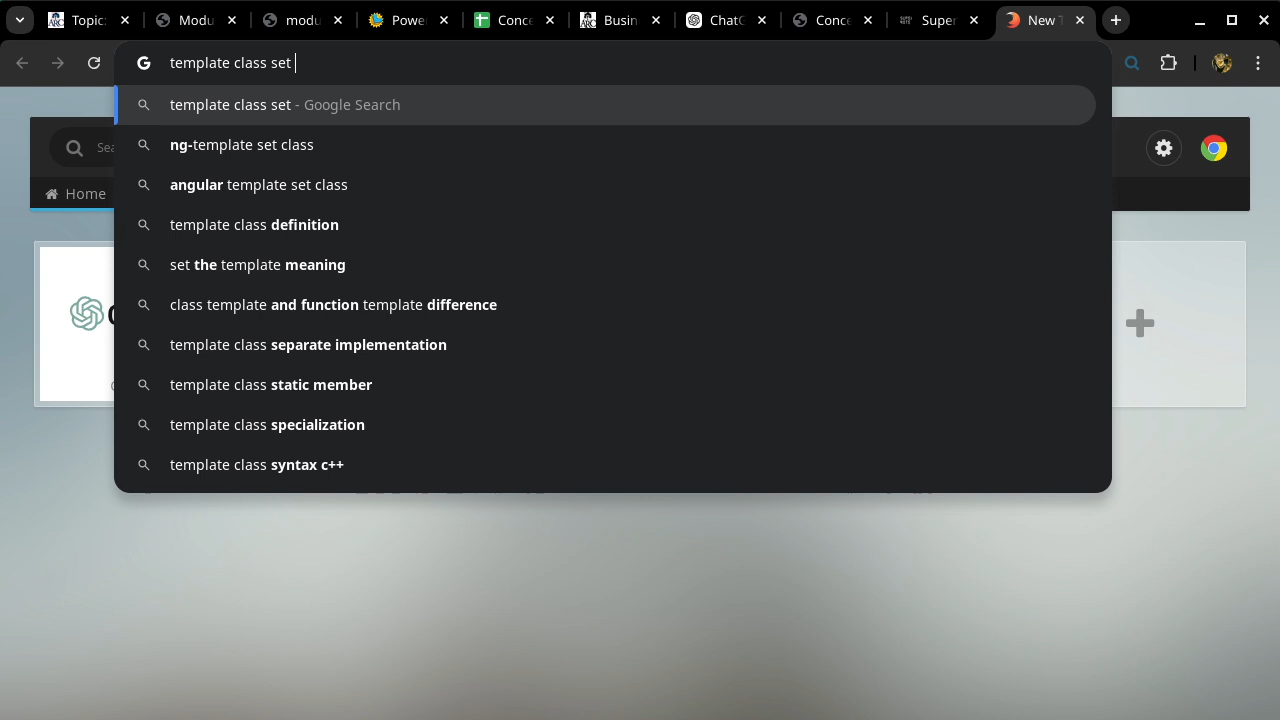 Topic:
Modu
modu
Powe
Conce
Busin
ChatG
Conce
Super
New T
template class set
template class set - Google Search
ng-template set class
angular template set class
template class definition
set the template meaning
class template and function template difference
template class separate implementation
template class static member
template class specialization
template class syntax c++
Sea
Home